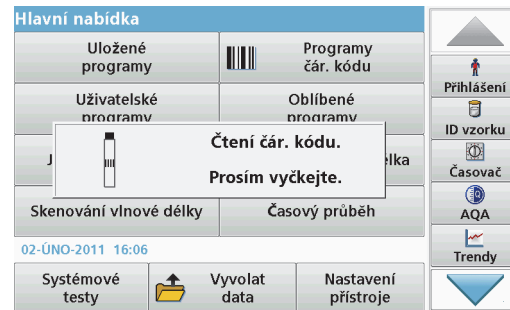 Hlavní nabídka
Uložené
programy
Programy
čár. kódu
Uživatelské
programy
Oblíbené
programy
Čtení čár. kódu.
Prosím vyčkejte.
Skenování vlnové délky
Časový průběh
02-ÚNO-2011 16:06
Systémové
testy
Vyvolat
data
Nastavení
přístroje
Přihlášení
ID vzorku
Časovač
AQA
Trendy